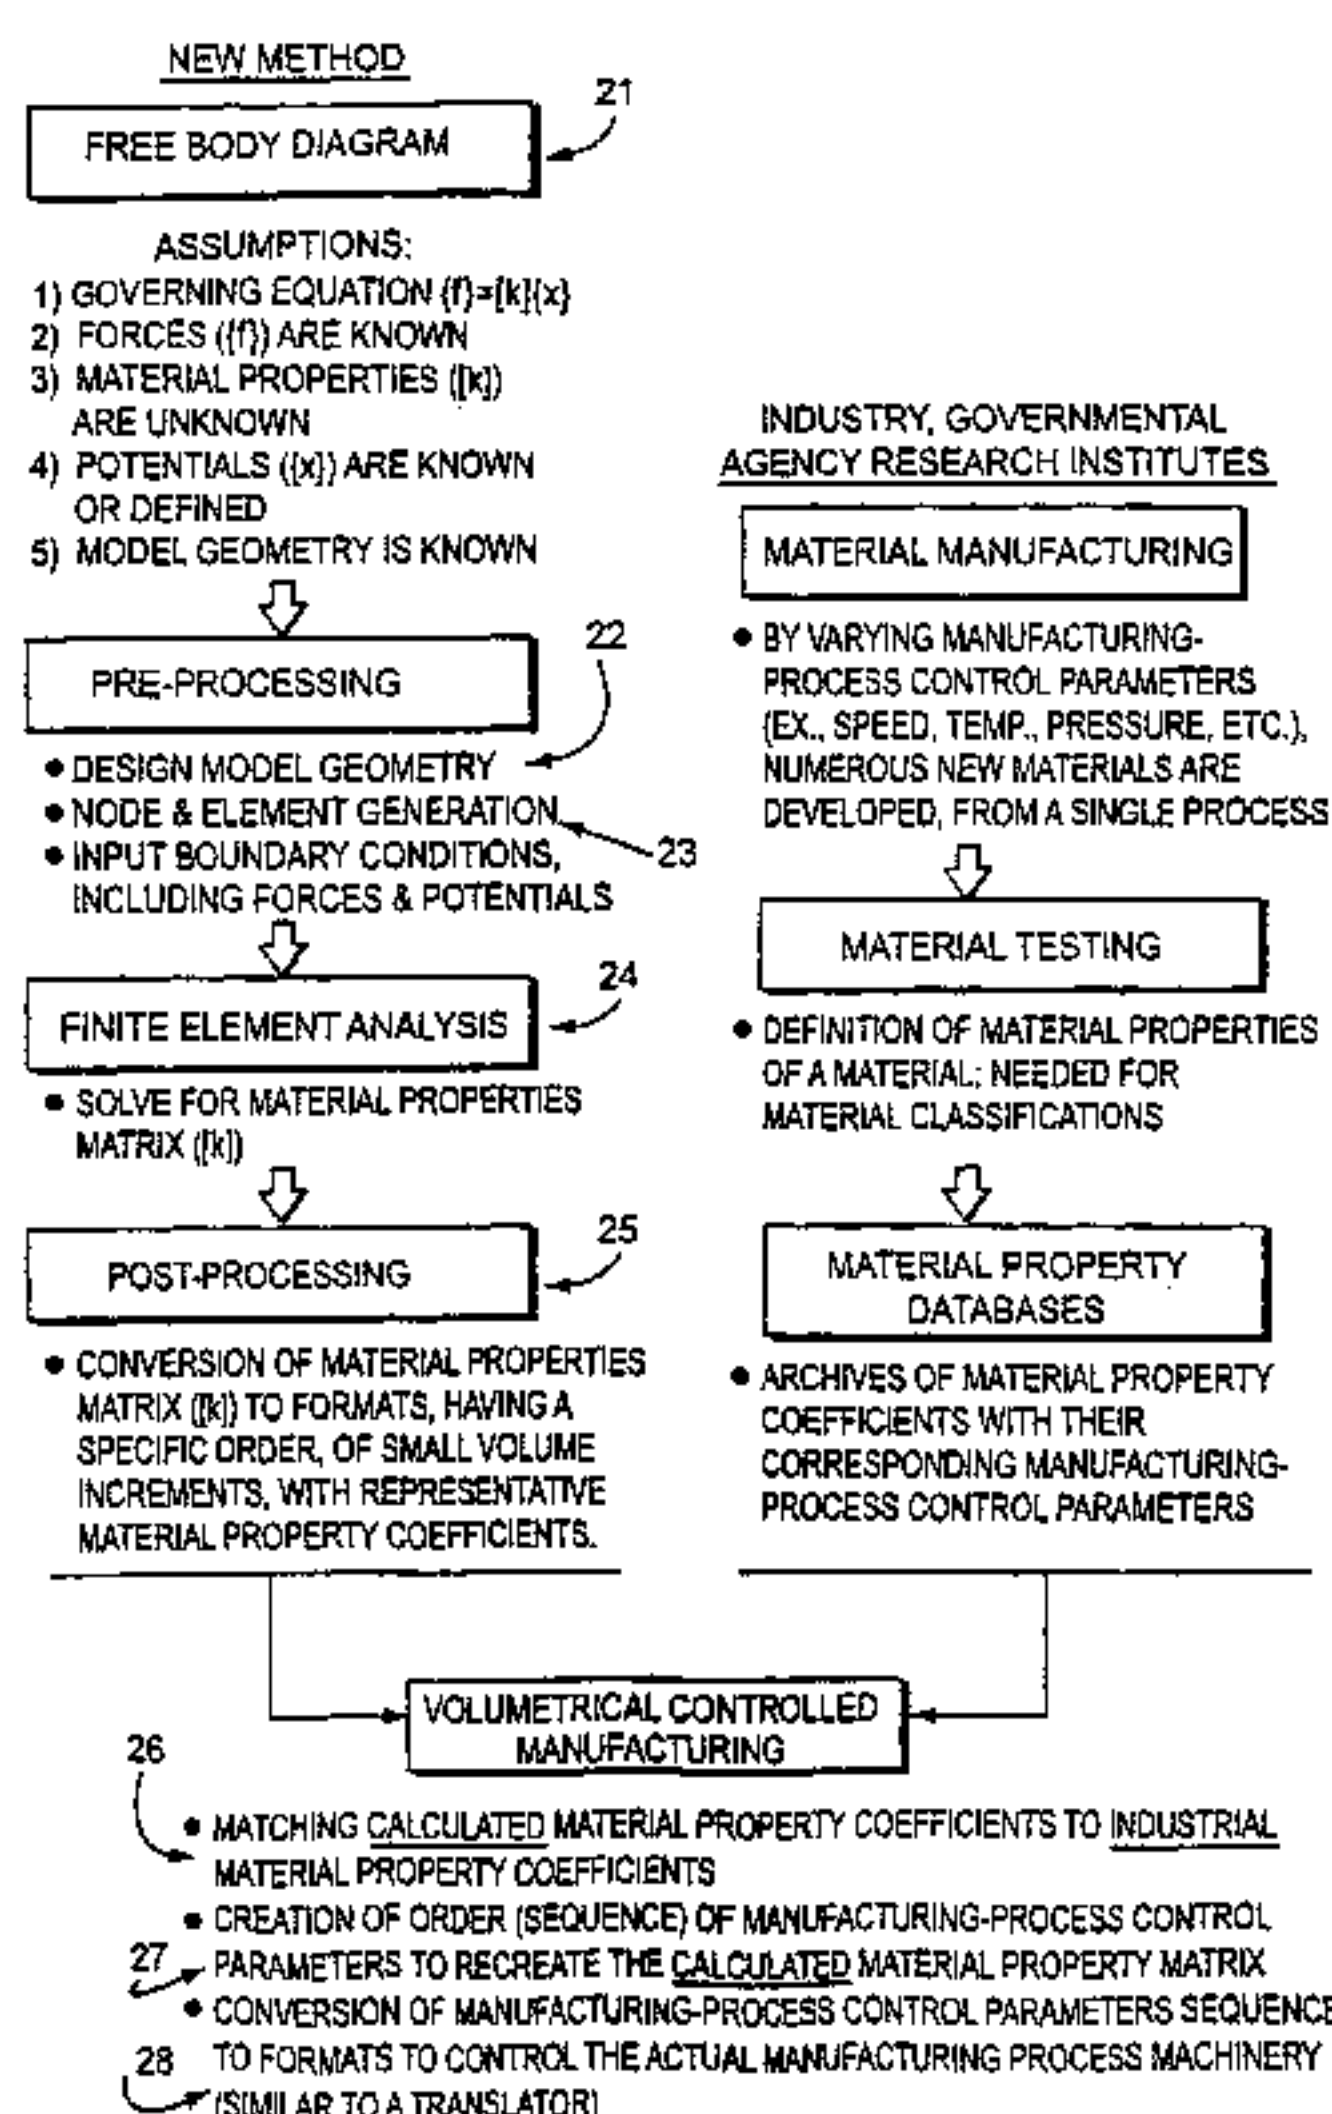 NEW METHOD
21
FREE BODY DIAGRAM
ASSUMPTIONS:
1) GOVERNING EQUATION {f}=[k]{x}
2) FORCES ({f}) ARE KNOWN
3) MATERIAL PROPERTIES ([k])
ARE UNKNOWN
4) POTENTIALS ({x}) ARE KNOWN
OR DEFINED
5) MODEL GEOMETRY IS KNOWN
22
PRE-PROCESSING
• DESIGN MODEL GEOMETRY
• NODE & ELEMENT GENERATION
23
• INPUT BOUNDARY CONDITIONS,
INCLUDING FORCES & POTENTIALS
24
FINITE ELEMENT ANALYSIS
• SOLVE FOR MATERIAL PROPERTIES
MATRIX ([k])
25
POST-PROCESSING
• CONVERSION OF MATERIAL PROPERTIES
MATRIX ([k]) TO FORMATS, HAVING A
SPECIFIC ORDER, OF SMALL VOLUME
INCREMENTS, WITH REPRESENTATIVE
MATERIAL PROPERTY COEFFICIENTS.
INDUSTRY, GOVERNMENTAL
AGENCY RESEARCH INSTITUTES
MATERIAL MANUFACTURING
• BY VARYING MANUFACTURING-
PROCESS CONTROL PARAMETERS
(EX., SPEED, TEMP., PRESSURE, ETC.),
NUMEROUS NEW MATERIALS ARE
DEVELOPED, FROM A SINGLE PROCESS
MATERIAL TESTING
• DEFINITION OF MATERIAL PROPERTIES
OF A MATERIAL; NEEDED FOR
MATERIAL CLASSIFICATIONS
MATERIAL PROPERTY
DATABASES
• ARCHIVES OF MATERIAL PROPERTY
COEFFICIENTS WITH THEIR
CORRESPONDING MANUFACTURING-
PROCESS CONTROL PARAMETERS
VOLUMETRICAL CONTROLLED
MANUFACTURING
26
• MATCHING CALCULATED MATERIAL PROPERTY COEFFICIENTS TO INDUSTRIAL
MATERIAL PROPERTY COEFFICIENTS
• CREATION OF ORDER (SEQUENCE) OF MANUFACTURING-PROCESS CONTROL
27
PARAMETERS TO RECREATE THE CALCULATED MATERIAL PROPERTY MATRIX
• CONVERSION OF MANUFACTURING-PROCESS CONTROL PARAMETERS SEQUENCE
28
TO FORMATS TO CONTROL THE ACTUAL MANUFACTURING PROCESS MACHINERY
(SIMILAR TO A TRANSLATOR)